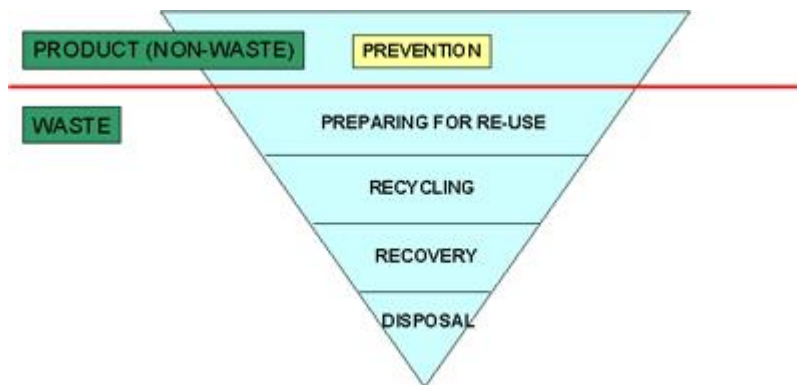 PRODUCT (NON-WASTE)
PREVENTION
WASTE
PREPARING FOR RE-USE
RECYCLING
RECOVERY
DISPOSAL